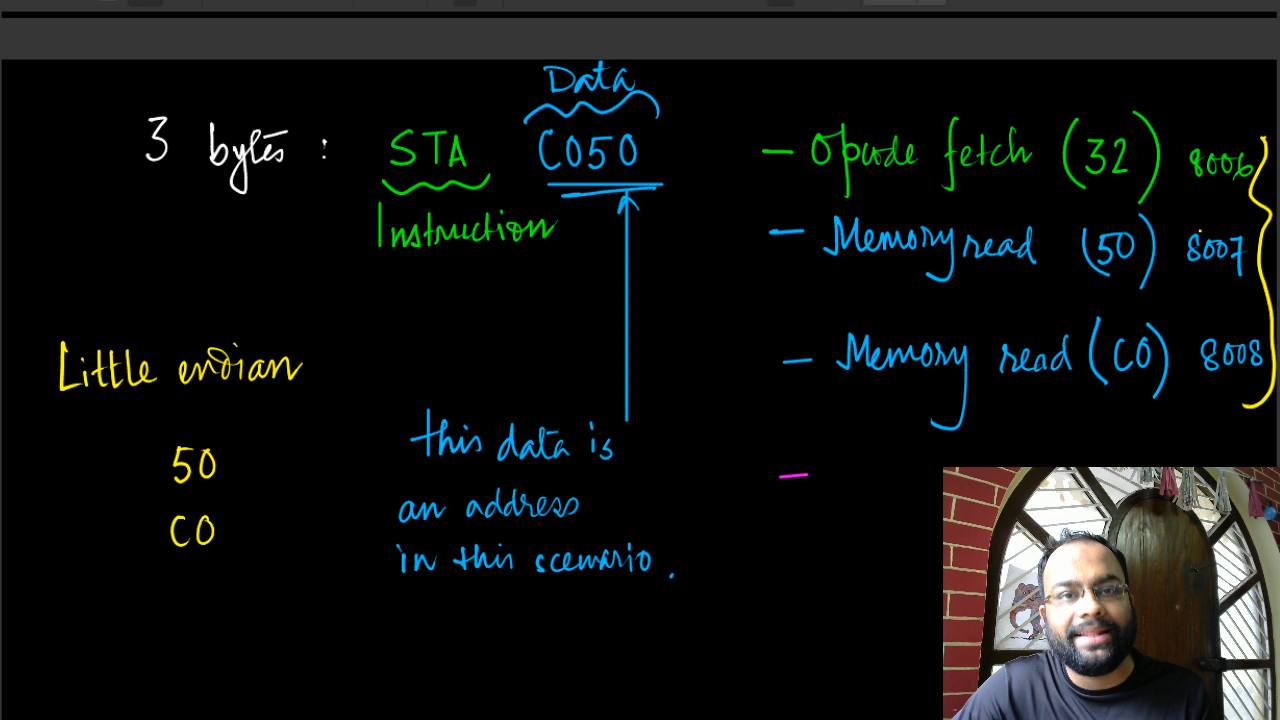 Data
3 bytes : STA C050
Instruction
- Opcode fetch (32) 8006
- Memory read (50) 8007
- Memory read (C0) 8008
Little endian
50
C0
this data is
an address
in this scenario.
-